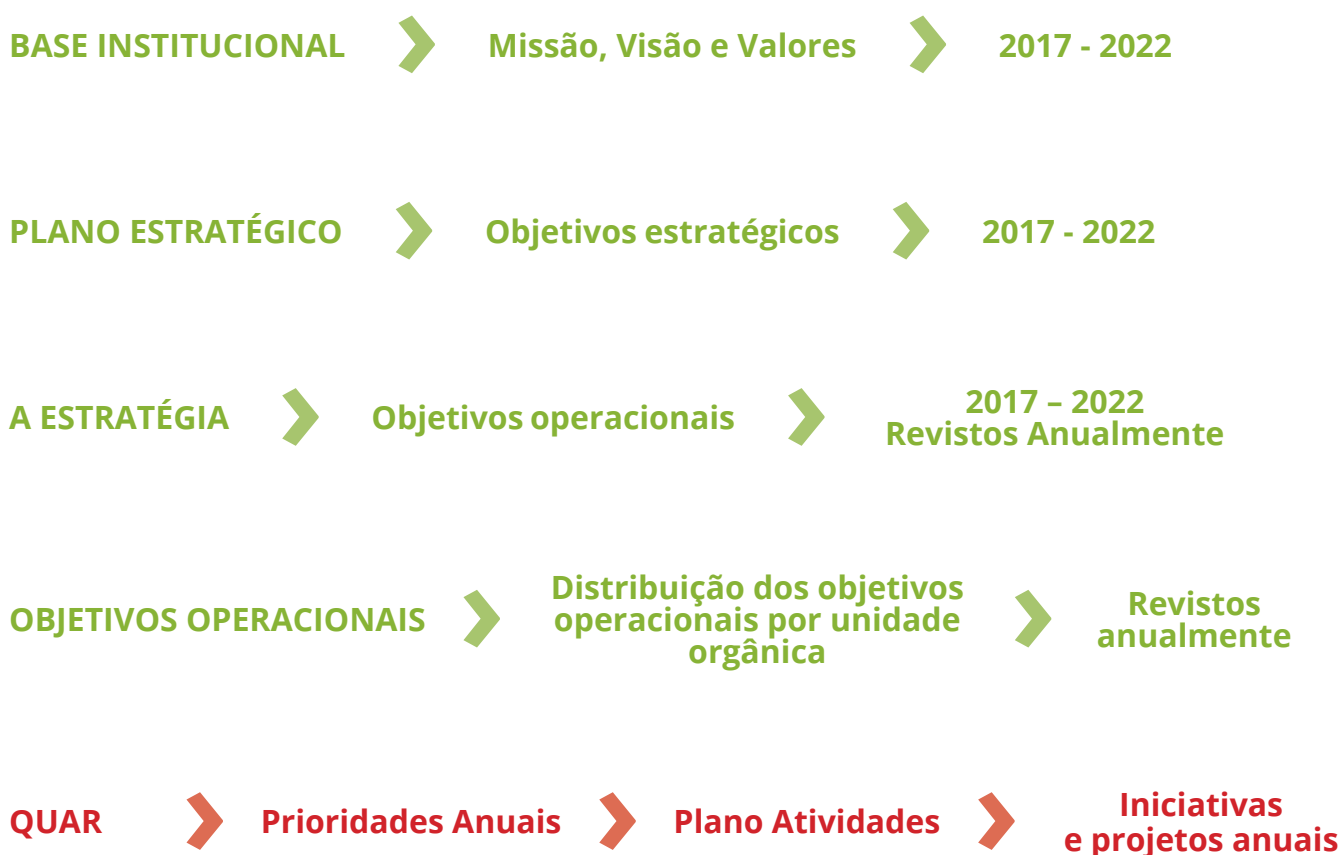 BASE INSTITUCIONAL Missão, Visão e Valores 2017 - 2022
PLANO ESTRATÉGICO Objetivos estratégicos 2017 - 2022
A ESTRATÉGIA Objetivos operacionais 2017 – 2022
Revistos Anualmente
OBJETIVOS OPERACIONAIS Distribuição dos objetivos
operacionais por unidade
orgânica
Revistos
anualmente
QUAR Prioridades Anuais Plano Atividades Iniciativas
e projetos anuais